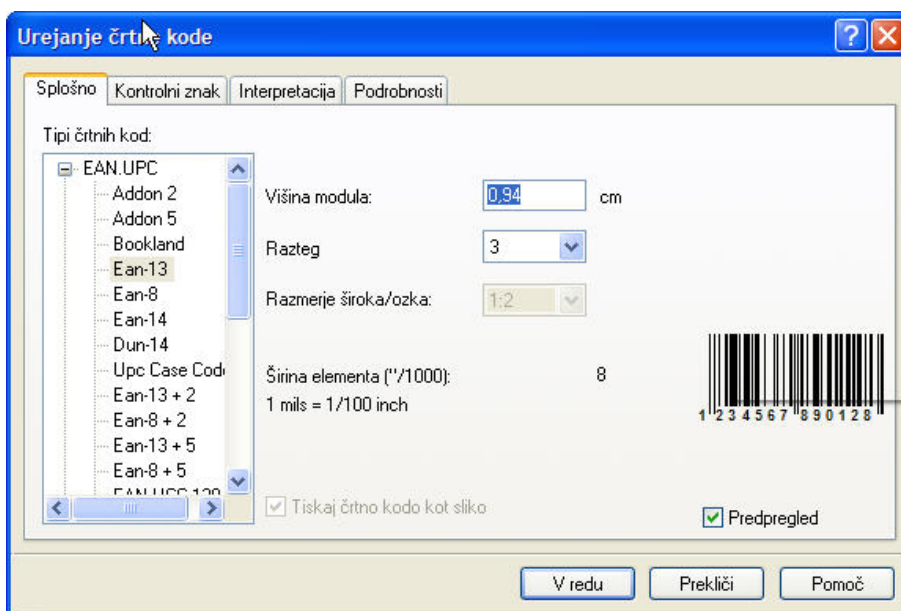 Urejanje črtne kode
Splošno
Kontrolni znak
Interpretacija
Podrobnosti
Tipi črtnih kod:
EAN.UPC
Addon 2
Addon 5
Bookland
Ean-13
Ean-8
Ean-14
Dun-14
Upc Case Code
Ean-13 + 2
Ean-8 + 2
Ean-13 + 5
Ean-8 + 5
EAN.UCC 128
Višina modula: 0,94 cm
Razteg 3
Razmerje široka/ozka: 1:2
Širina elementa ("/1000): 8
1 mils = 1/100 inch
1 234567 890128
Tiskaj črtno kodo kot sliko
Predpregled
V redu
Prekliči
Pomoč